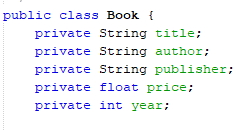 public class Book {
    private String title;
    private String author;
    private String publisher;
    private float price;
    private int year;